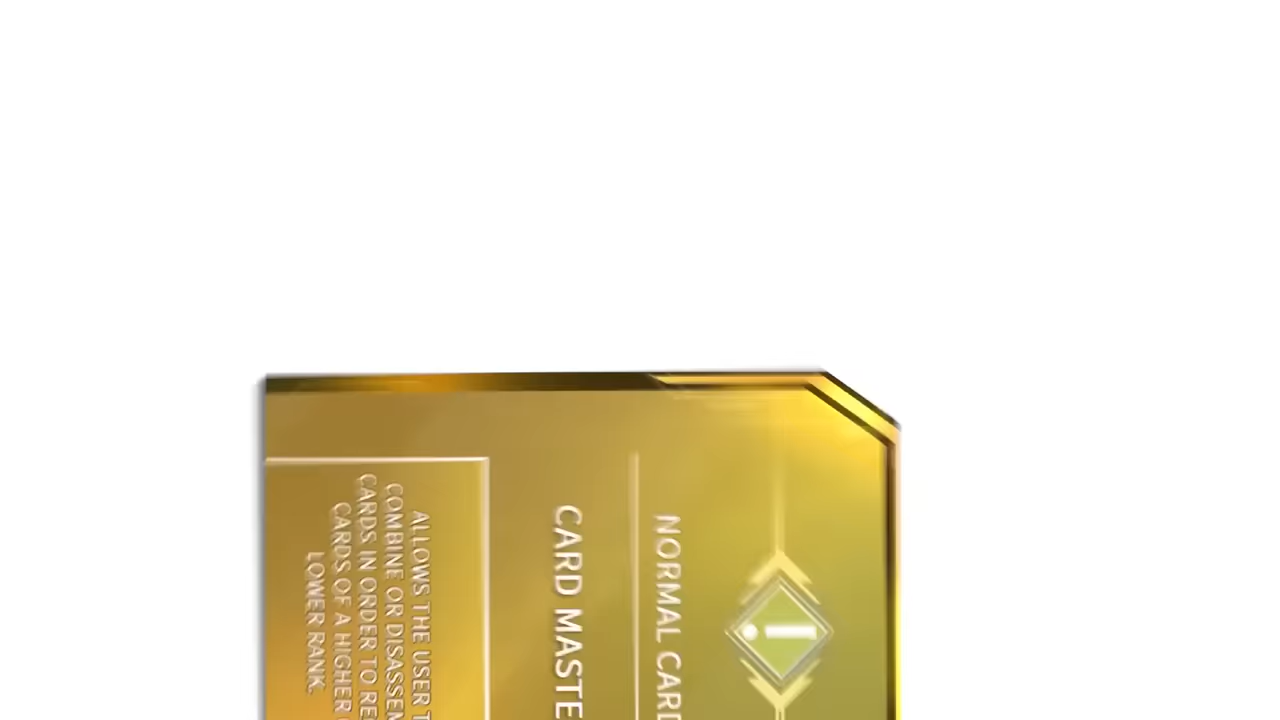 NORMAL CARD
CARD MASTE
ALLOWS THE USER T
COMBINE OR DISASSEM
CARDS IN ORDER TO RE
CARDS OF A HIGHER
LOWER RANK.